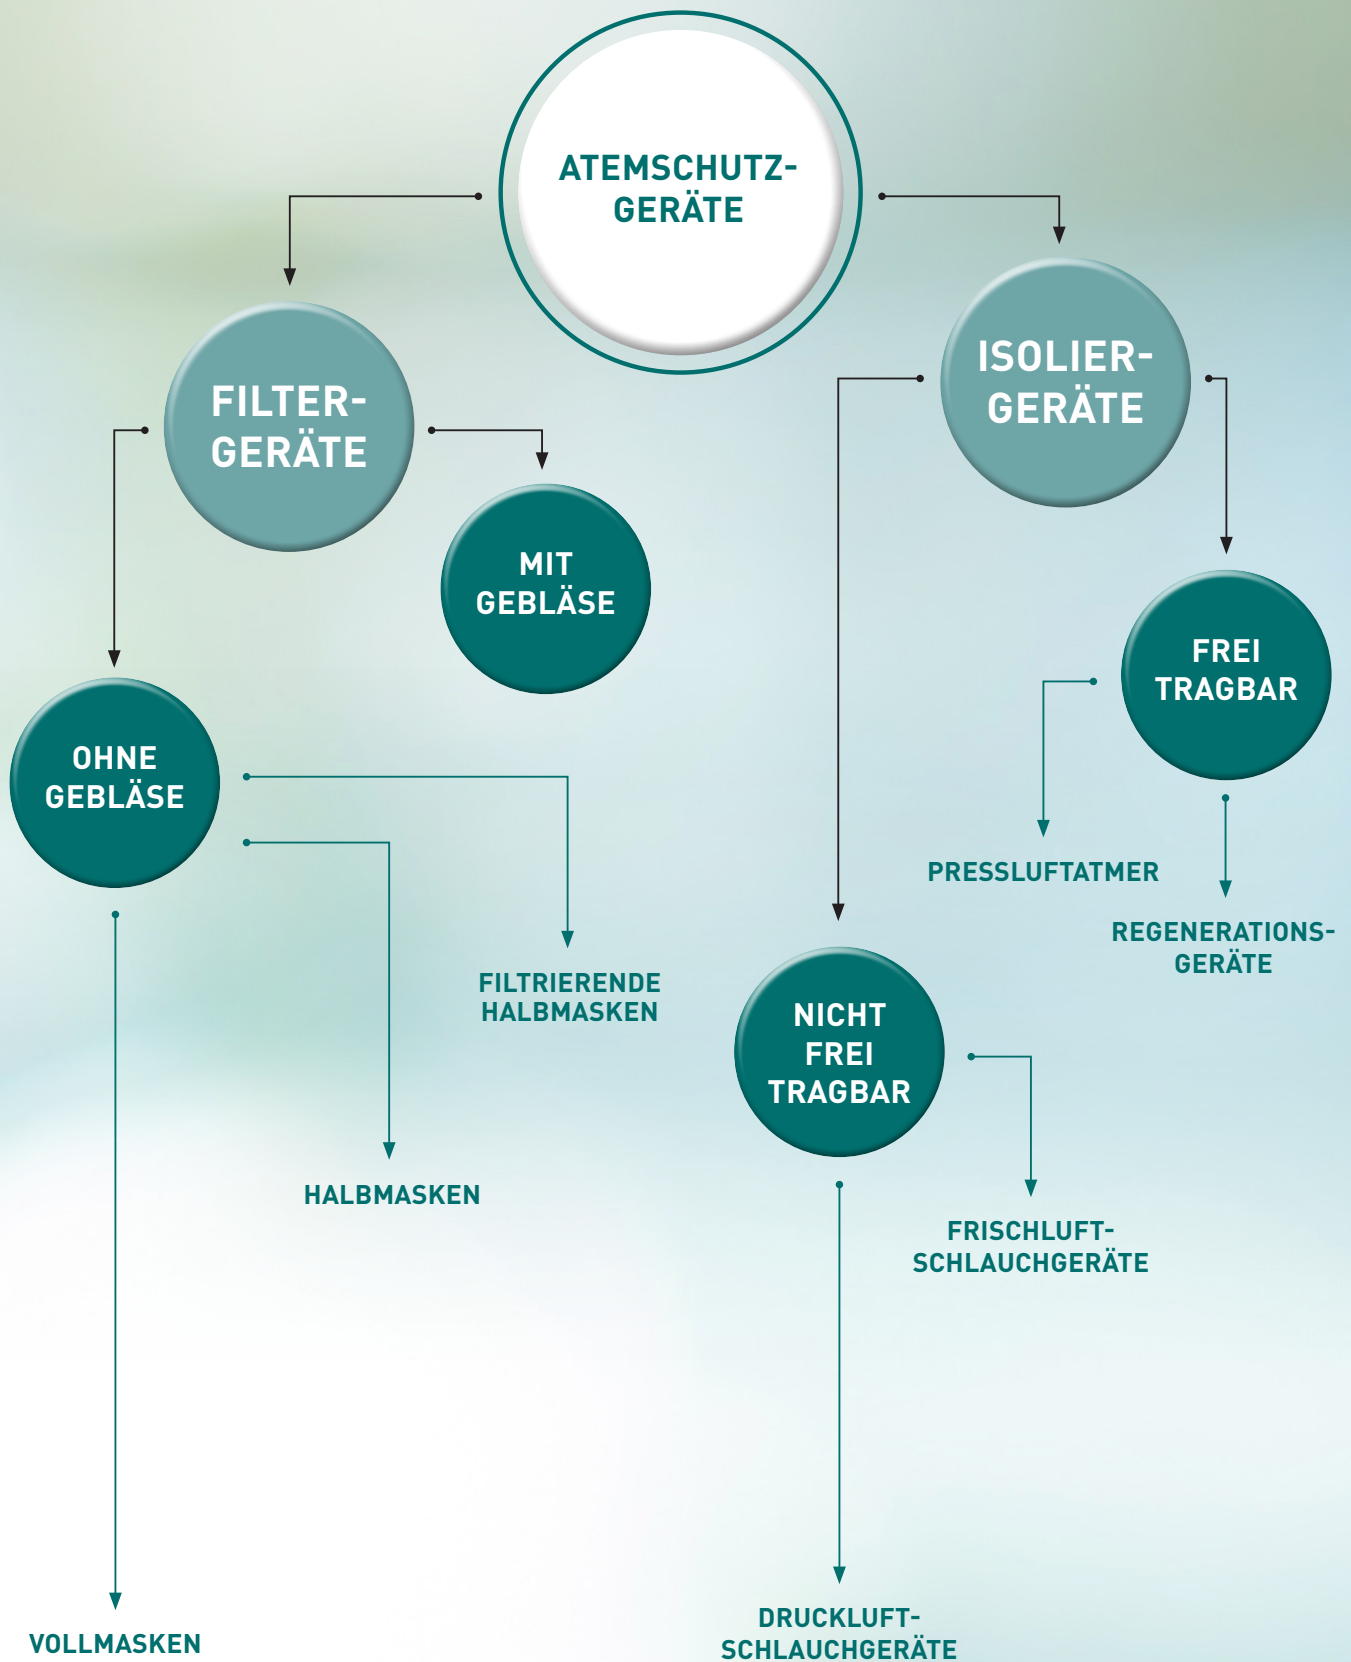 ATEMSCHUTZ-
GERÄTE
FILTER-
GERÄTE
ISOLIER-
GERÄTE
MIT
GEBLÄSE
OHNE
GEBLÄSE
FREI
TRAGBAR
PRESSLUFTATMER
REGENERATIONS-
GERÄTE
FILTRIERENDE
HALBMASKEN
NICHT
FREI
TRAGBAR
HALBMASKEN
FRISCHLUFT-
SCHLAUCHGERÄTE
VOLLMASKEN
DRUCKLUFT-
SCHLAUCHGERÄTE